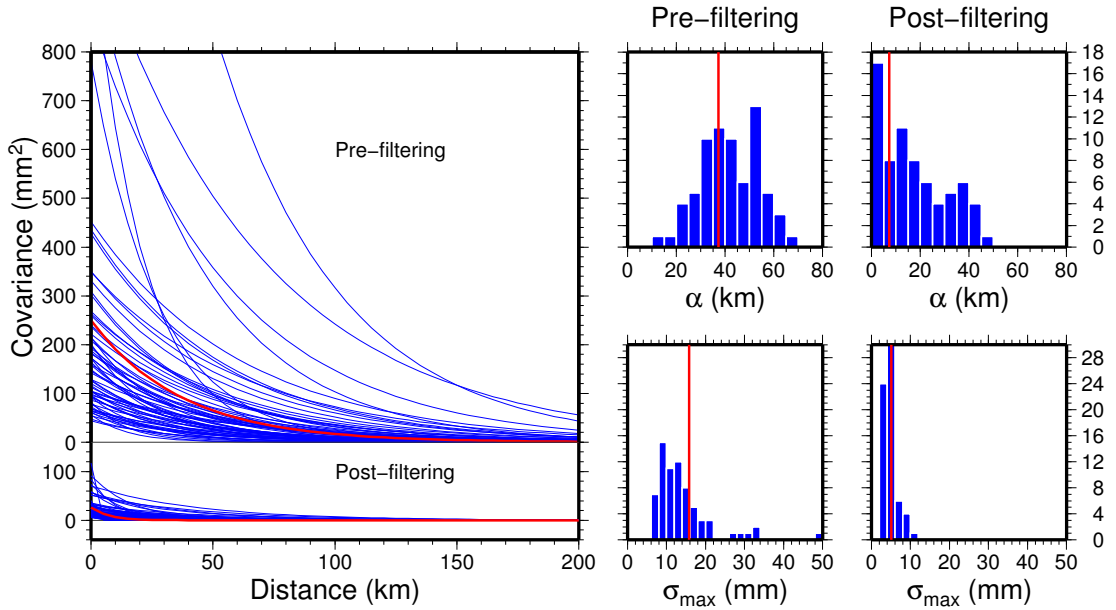 Pre−filtering Post−filtering
800
700
600
500
400
300
200
100
0
100
0
Covariance (mm²)
Pre−filtering
Post−filtering
0 50 100 150 200
Distance (km)
0 20 40 60 80
α (km)
0 20 40 60 80
α (km)
18
16
14
12
10
8
6
4
2
0
0 10 20 30 40 50
σmax (mm)
0 10 20 30 40 50
σmax (mm)
28
24
20
16
12
8
4
0